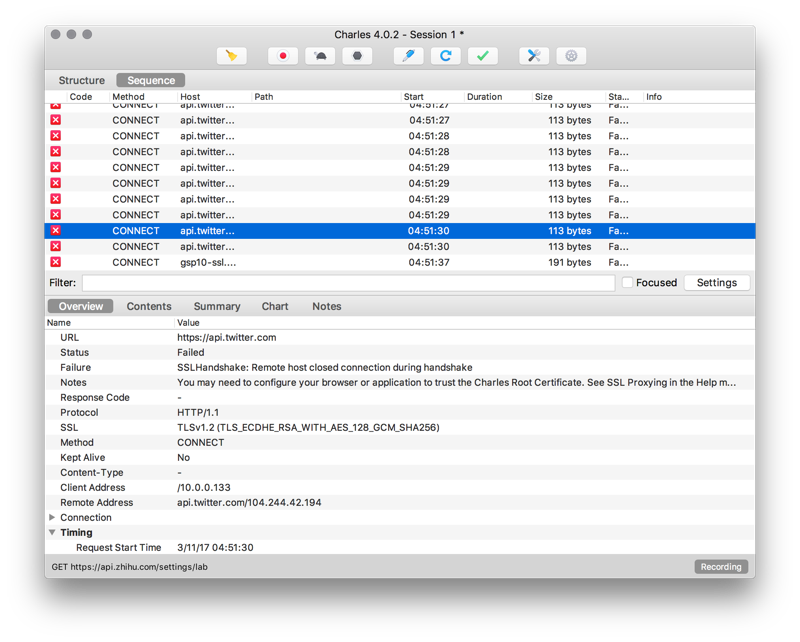 Charles 4.0.2 - Session 1 *
Structure Sequence
Code Method Host Path Start Duration Size Sta... Info
CONNECT api.twitter... 04:51:27 113 bytes Fa...
CONNECT api.twitter... 04:51:27 113 bytes Fa...
CONNECT api.twitter... 04:51:28 113 bytes Fa...
CONNECT api.twitter... 04:51:28 113 bytes Fa...
CONNECT api.twitter... 04:51:29 113 bytes Fa...
CONNECT api.twitter... 04:51:29 113 bytes Fa...
CONNECT api.twitter... 04:51:29 113 bytes Fa...
CONNECT api.twitter... 04:51:29 113 bytes Fa...
CONNECT api.twitter... 04:51:30 113 bytes Fa...
CONNECT api.twitter... 04:51:30 113 bytes Fa...
CONNECT gsp10-ssl.... 04:51:37 191 bytes Fa...
Filter: Focused Settings
Overview Contents Summary Chart Notes
Name Value
URL https://api.twitter.com
Status Failed
Failure SSLHandshake: Remote host closed connection during handshake
Notes You may need to configure your browser or application to trust the Charles Root Certificate. See SSL Proxying in the Help m...
Response Code -
Protocol HTTP/1.1
SSL TLSv1.2 (TLS_ECDHE_RSA_WITH_AES_128_GCM_SHA256)
Method CONNECT
Kept Alive No
Content-Type -
Client Address /10.0.0.133
Remote Address api.twitter.com/104.244.42.194
Connection
Timing
Request Start Time 3/11/17 04:51:30
GET https://api.zhihu.com/settings/lab Recording